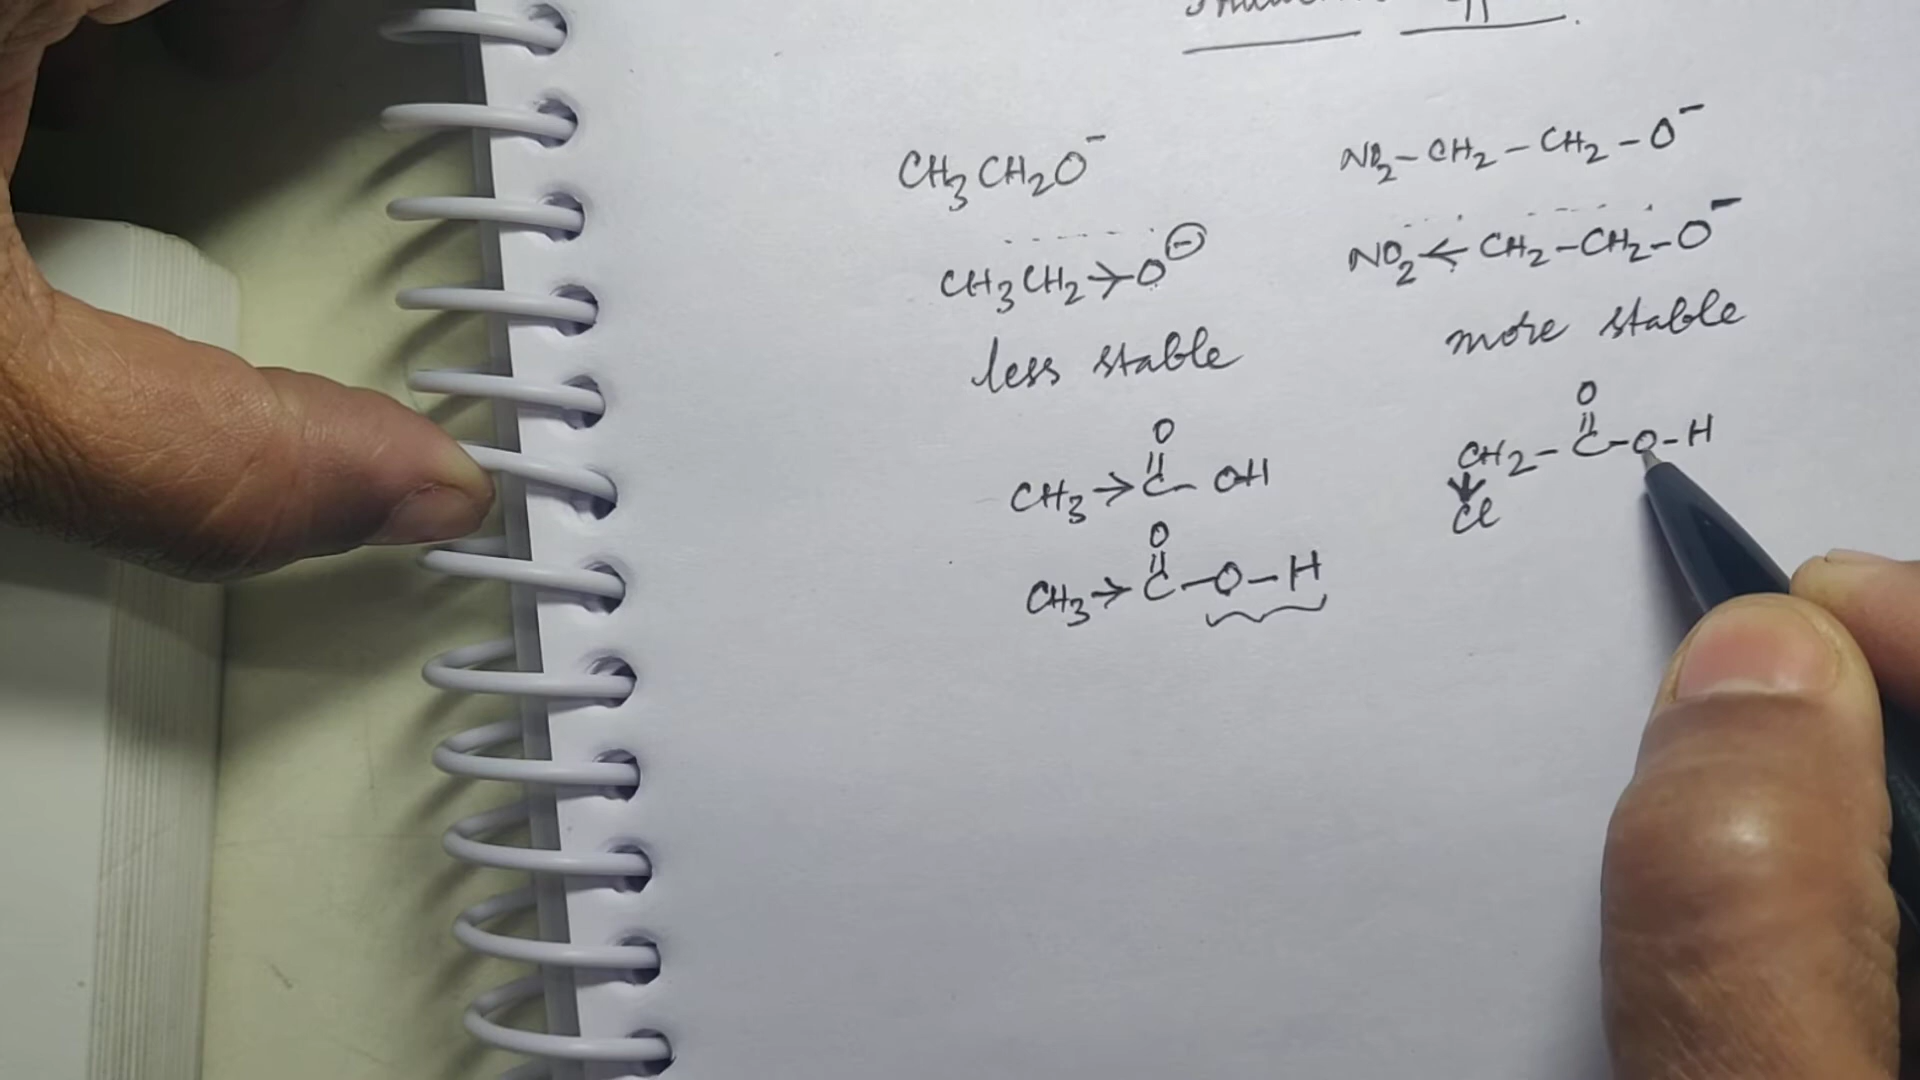 CH₃CH₂O⁻
NO₂–CH₂–CH₂–O⁻
CH₃CH₂→O⊖
NO₂←CH₂–CH₂–O⁻
less stable
more stable
O
CH₃→C–OH
O
CH₂–C–O–H
Cl
O
CH₃→C–O–H